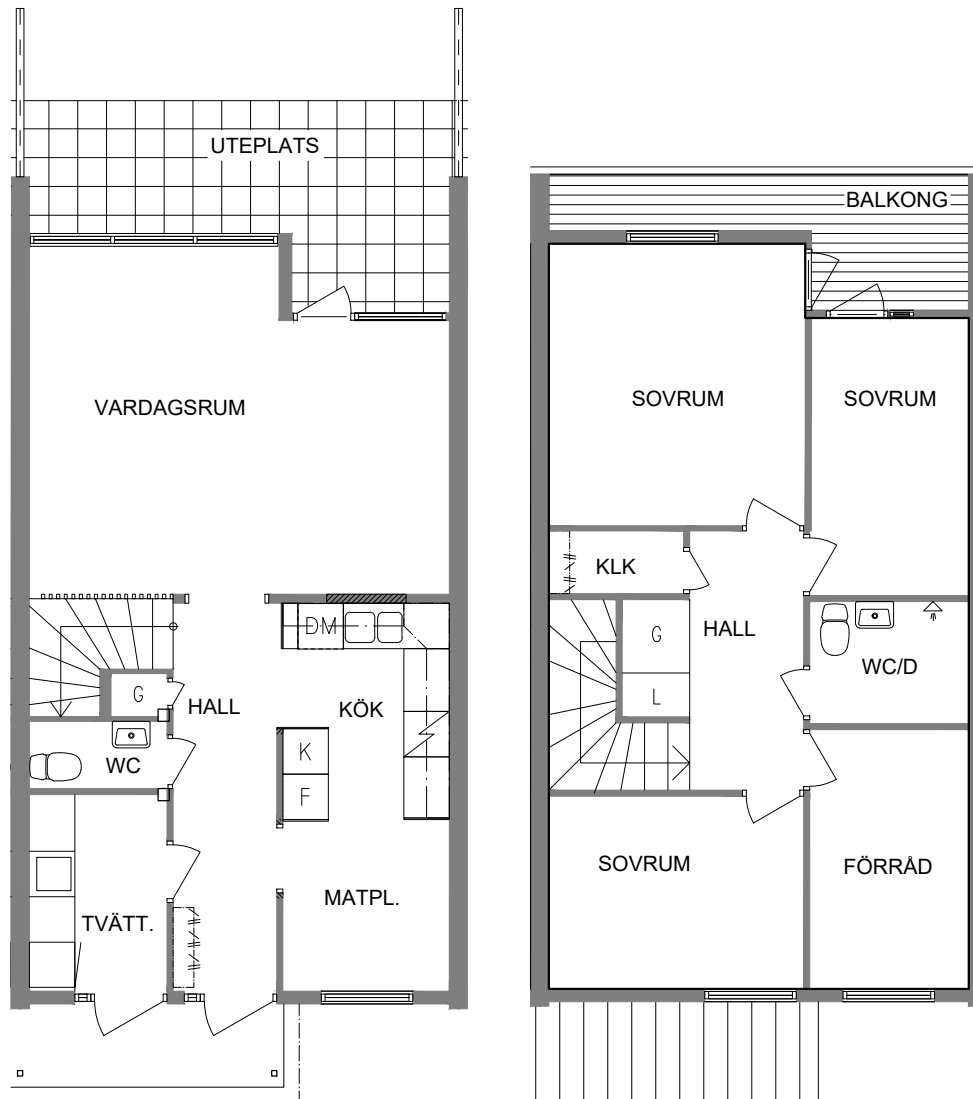 UTEPLATS
VARDAGSRUM
DM
G
HALL
KÖK
WC
K
F
TVÄTT.
MATPL.
BALKONG
SOVRUM
SOVRUM
KLK
G
HALL
L
WC/D
SOVRUM
FÖRRÅD